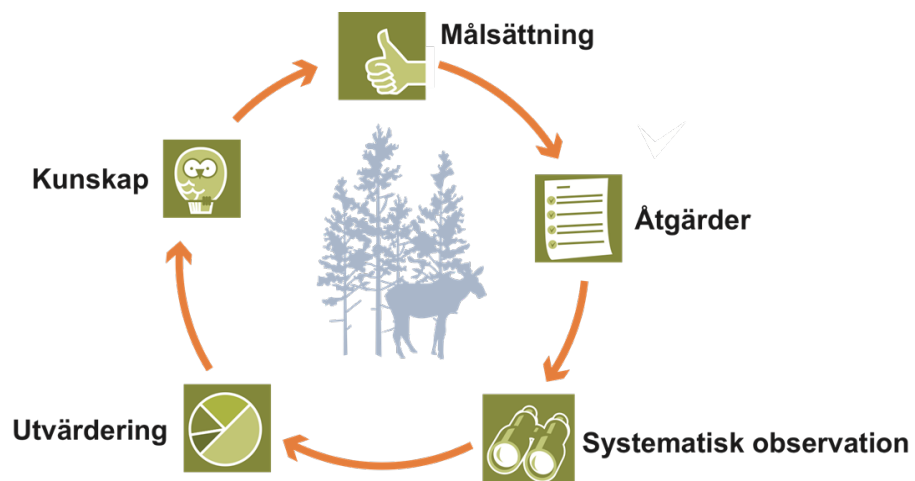 Målsättning
Åtgärder
Systematisk observation
Utvärdering
Kunskap